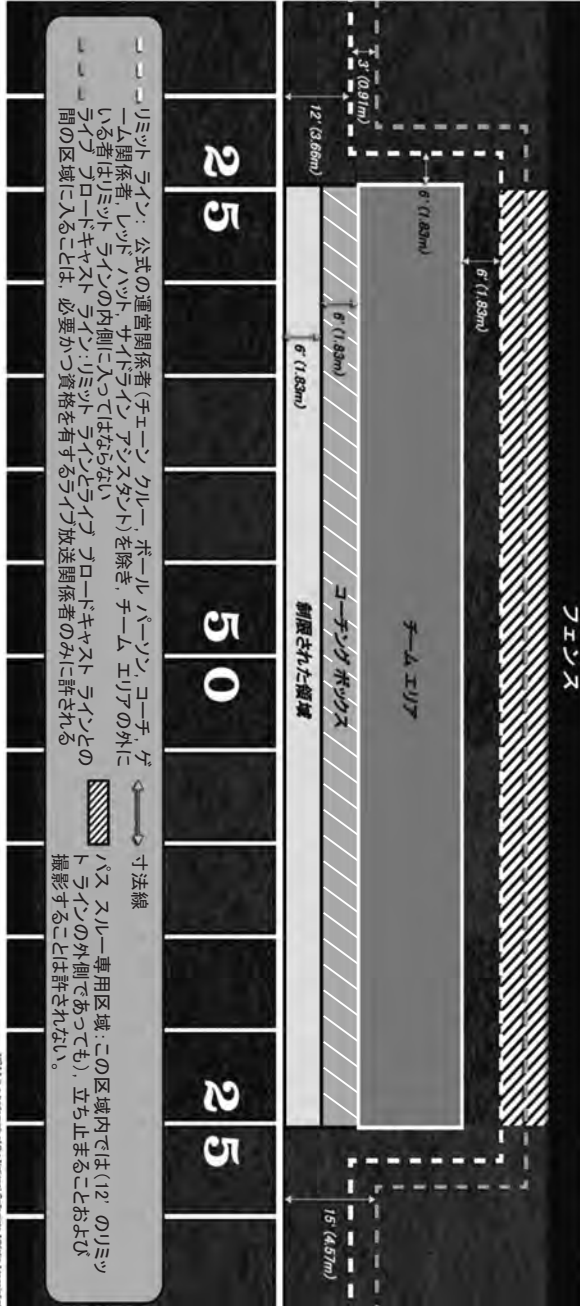 フェンス
3' (0.91m)
12' (3.66m)
6' (1.83m)
6' (1.83m)
6' (1.83m)
6' (1.83m)
15' (4.57m)
チーム エリア
コーチング ボックス
制限された領域
2 5
5 0
2 5
リミット ライン: 公式の運営関係者(チェーン クルー, ボール パーソン, コーチ, ゲ
ーム関係者, レッド ハット, サイドライン アシスタント)を除き, チーム エリアの外に
いる者はリミット ラインの内側に入ってはならない
ライブ ブロードキャスト ライン:リミット ラインとライブ ブロードキャスト ラインとの
間の区域に入ることは, 必要かつ資格を有するライブ放送関係者のみに許される
寸法線
パス スルー専用区域:この区域内では(12' のリミッ
ト ラインの外側であっても), 立ち止まることおよび
撮影することは許されない。